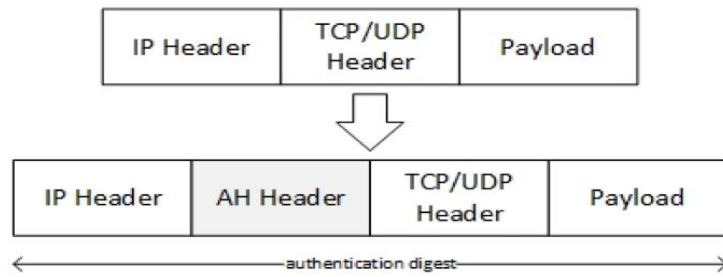 IP Header
TCP/UDP
Header
Payload
IP Header
AH Header
TCP/UDP
Header
Payload
authentication digest